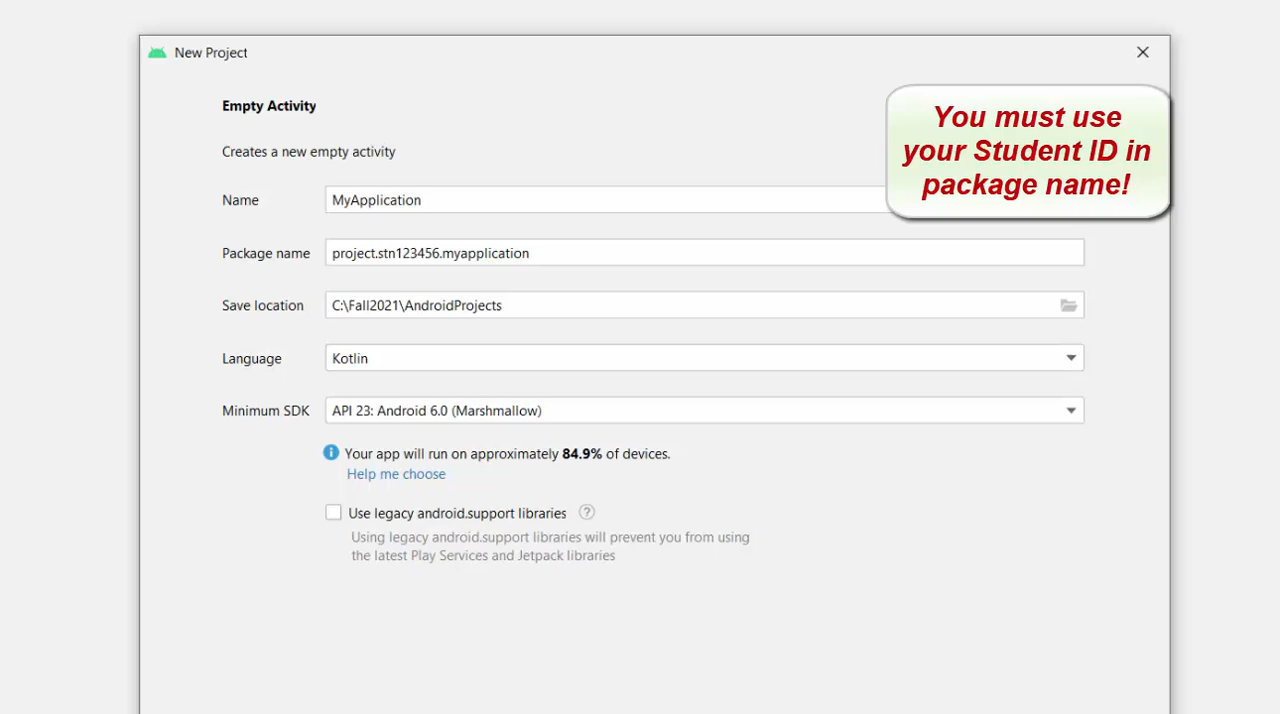 New Project
Empty Activity
You must use
your Student ID in
package name!
Creates a new empty activity
Name MyApplication
Package name project.stn123456.myapplication
Save location C:\Fall2021\AndroidProjects
Language Kotlin
Minimum SDK API 23: Android 6.0 (Marshmallow)
Your app will run on approximately 84.9% of devices.
Help me choose
Use legacy android.support libraries ?
Using legacy android.support libraries will prevent you from using
the latest Play Services and Jetpack libraries